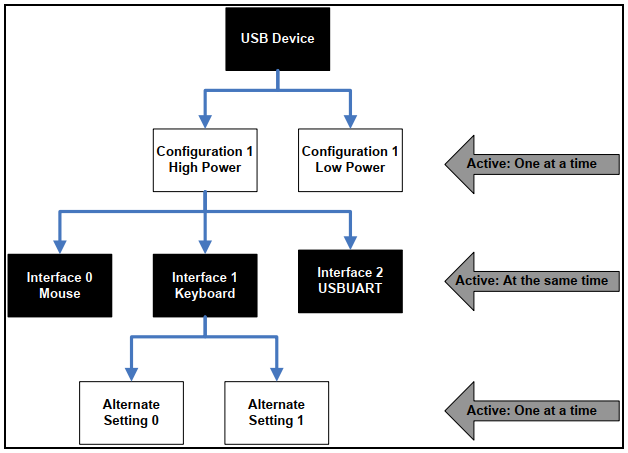 USB Device
Configuration 1
High Power
Configuration 1
Low Power
Active: One at a time
Interface 0
Mouse
Interface 1
Keyboard
Interface 2
USBUART
Active: At the same time
Alternate
Setting 0
Alternate
Setting 1
Active: One at a time